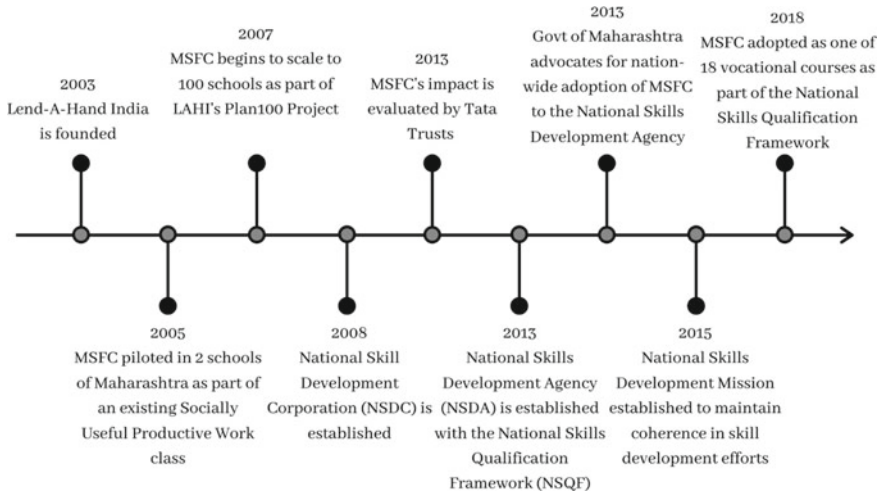 2003
Lend-A-Hand India
is founded
2005
MSFC piloted in 2 schools
of Maharashtra as part of
an existing Socially
Useful Productive Work
class
2007
MSFC begins to scale to
100 schools as part of
LAHI's Plan100 Project
2008
National Skill
Development
Corporation (NSDC) is
established
2013
MSFC's impact is
evaluated by Tata
Trusts
2013
National Skills
Development Agency
(NSDA) is established
with the National Skills
Qualification
Framework (NSQF)
2013
Govt of Maharashtra
advocates for nation-
wide adoption of MSFC
to the National Skills
Development Agency
2015
National Skills
Development Mission
established to maintain
coherence in skill
development efforts
2018
MSFC adopted as one of
18 vocational courses as
part of the National
Skills Qualification
Framework